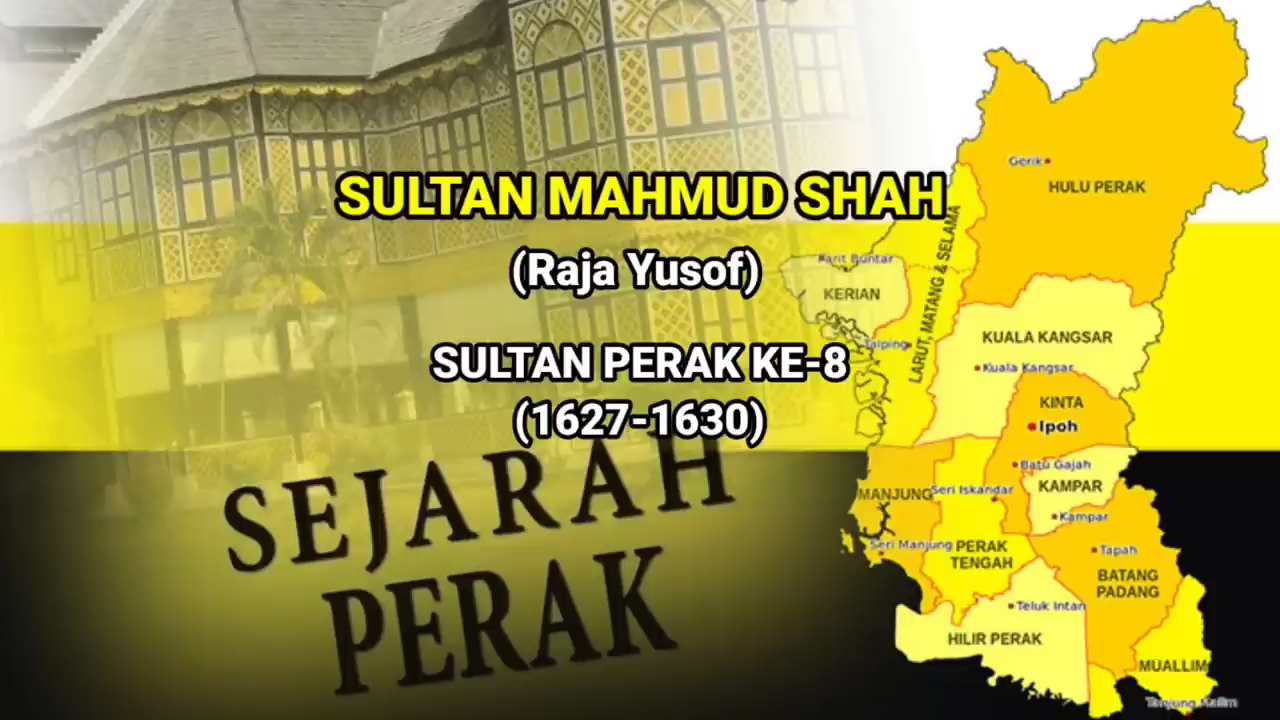 SULTAN MAHMUD SHAH
(Raja Yusof)
SULTAN PERAK KE-8
(1627-1630)
SEJARAH
PERAK
Gerik
HULU PERAK
LARUT, MATANG & SELAMA
Parit Buntar
KERIAN
Taiping
KUALA KANGSAR
Kuala Kangsar
KINTA
Ipoh
Batu Gajah
KAMPAR
Kampar
MANJUNG
Seri Iskandar
Seri Manjung
PERAK
TENGAH
Tapah
BATANG
PADANG
Teluk Intan
HILIR PERAK
MUALLIM
Tanjung Malim